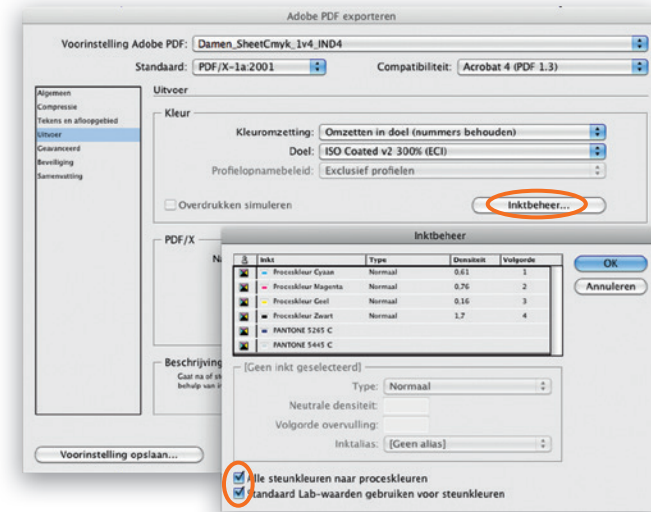 Adobe PDF exporteren
Voorinstelling Adobe PDF: Damen_SheetCmyk_1v4_IND4
Standaard: PDF/X-1a:2001 Compatibiliteit: Acrobat 4 (PDF 1.3)
Algemeen
Compressie
Tekens en afloopgebied
Uitvoer
Geavanceerd
Beveiliging
Samenvatting
Uitvoer
Kleur
Kleuromzetting: Omzetten in doel (nummers behouden)
Doel: ISO Coated v2 300% (ECI)
Profielopnamebeleid: Exclusief profielen
Overdrukken simuleren Inktbeheer...
PDF/X
Beschrijving
Gaat na of
behulp van
Voorinstelling opslaan...
Inktbeheer
Inkt Type Densiteit Volgorde
Proceskleur Cyaan Normaal 0,61 1
Proceskleur Magenta Normaal 0,76 2
Proceskleur Geel Normaal 0,16 3
Proceskleur Zwart Normaal 1,7 4
PANTONE 5265 C
PANTONE 5445 C
OK
Annuleren
[Geen inkt geselecteerd]
Type: Normaal
Neutrale densiteit:
Volgorde overvulling:
Inktalias: [Geen alias]
Alle steunkleuren naar proceskleuren
Standaard Lab-waarden gebruiken voor steunkleuren